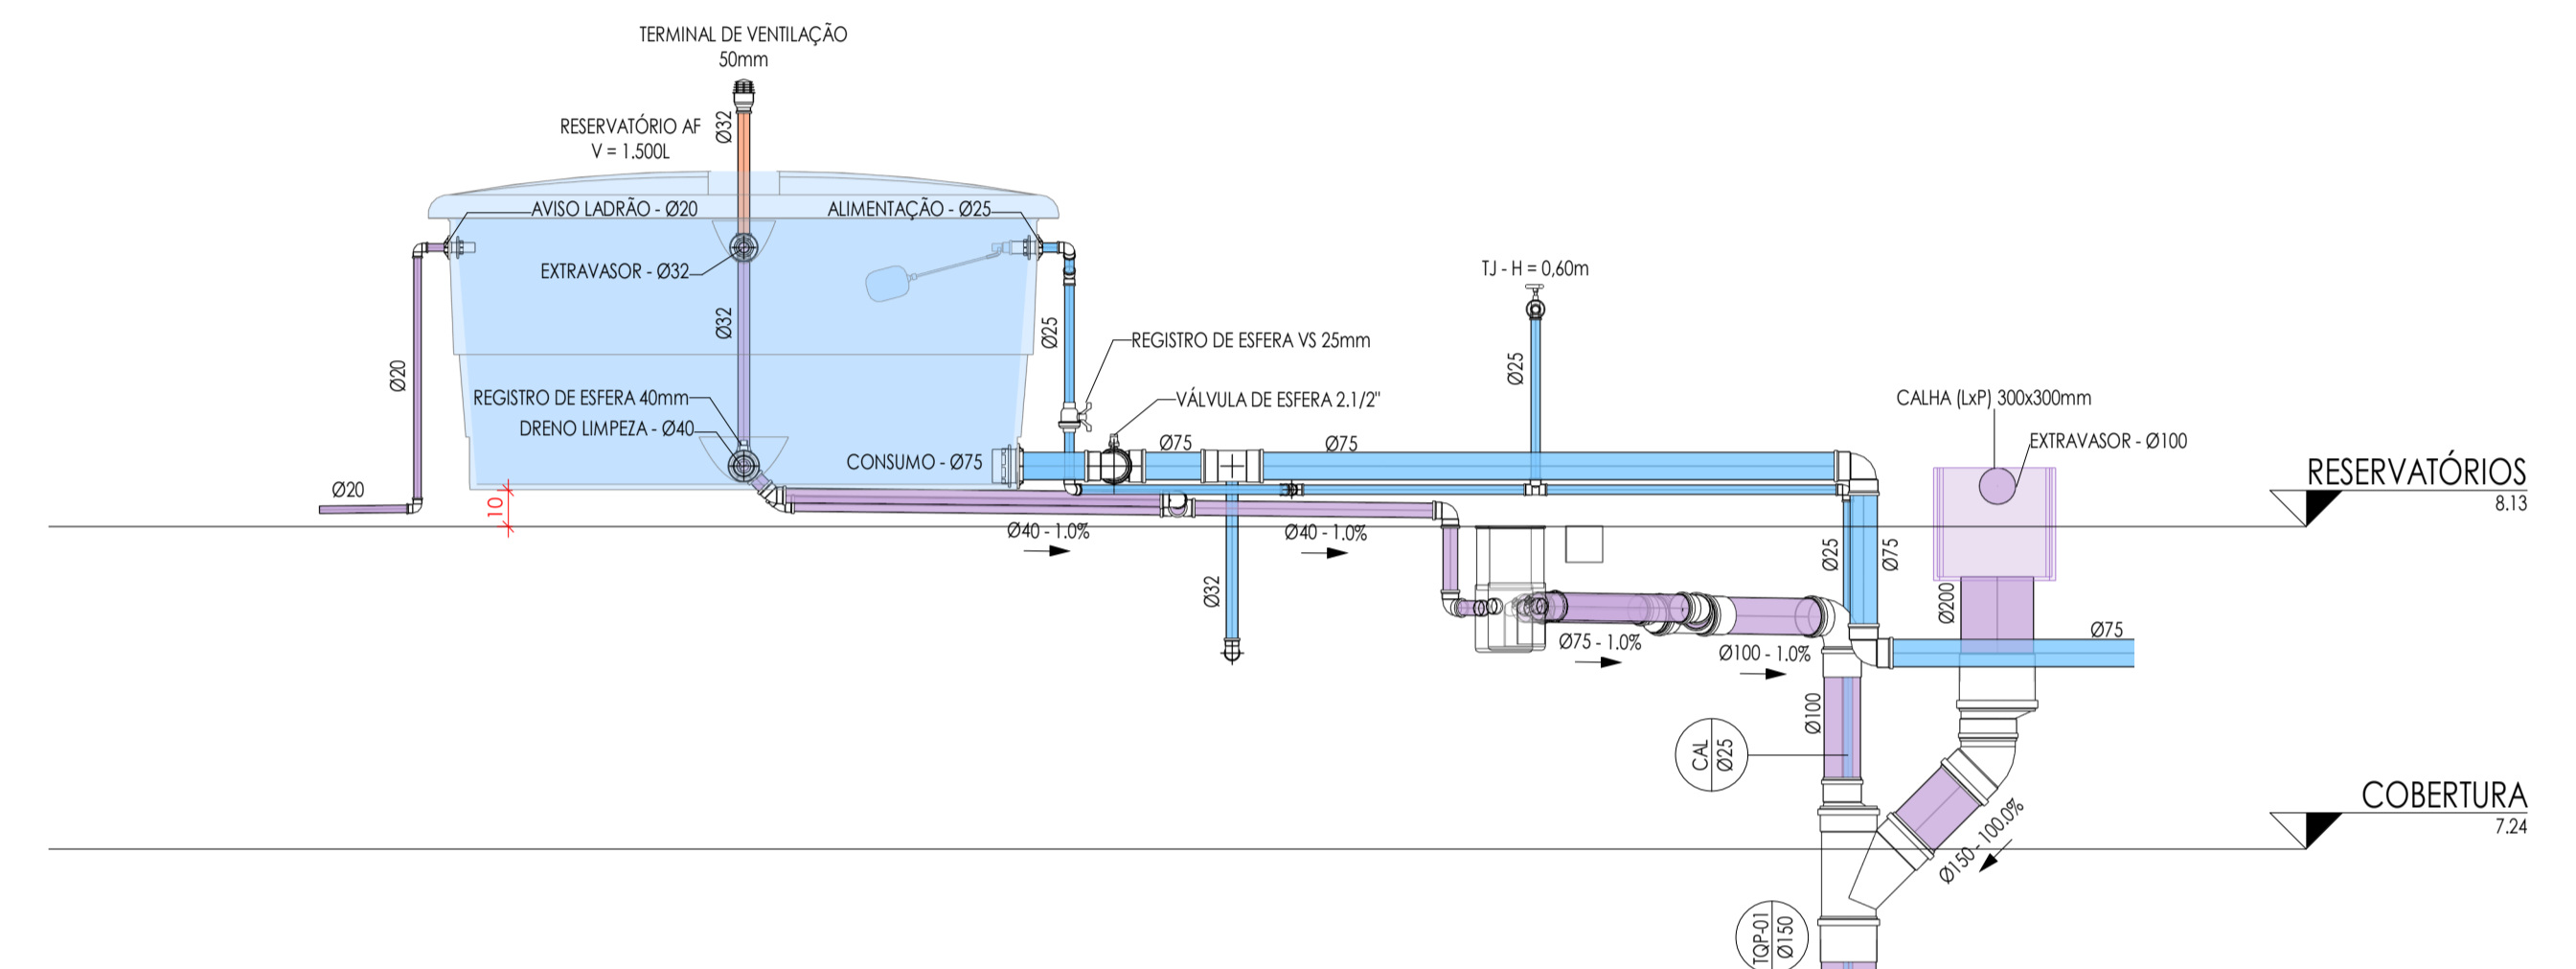 TERMINAL DE VENTILAÇÃO
50mm
Ø32
RESERVATÓRIO AF
V = 1.500L
AVISO LADRÃO - Ø20
ALIMENTAÇÃO - Ø25
EXTRAVASOR - Ø32
Ø32
Ø25
Ø20
TJ - H = 0,60m
REGISTRO DE ESFERA VS 25mm
Ø25
REGISTRO DE ESFERA 40mm
VÁLVULA DE ESFERA 2.1/2"
CALHA (LxP) 300x300mm
DRENO LIMPEZA - Ø40
EXTRAVASOR - Ø100
CONSUMO - Ø75
Ø75
Ø75
RESERVATÓRIOS
8.13
Ø20
10
Ø40 - 1.0%
Ø40 - 1.0%
Ø25
Ø75
Ø32
Ø200
Ø75
Ø75 - 1.0%
Ø100 - 1.0%
Ø100
CAL
Ø25
COBERTURA
7.24
Ø150 - 100.0%
TQP-01
Ø150